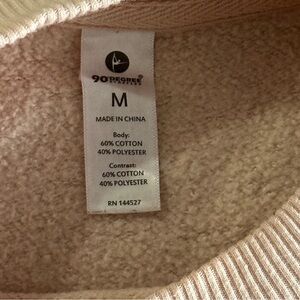 90 DEGREE
M
MADE IN CHINA
Body:
60% COTTON
40% POLYESTER
Contrast:
60% COTTON
40% POLYESTER
RN 144527